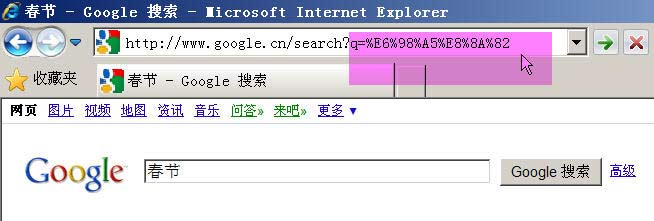 春节 - Google 搜索 - Microsoft Internet Explorer
http://www.google.cn/search?q=%E6%98%A5%E8%8A%82
收藏夹 春节 - Google 搜索
网页 图片 视频 地图 资讯 音乐 问答» 来吧» 更多 ▼
Google™ 春节 Google 搜索 高级